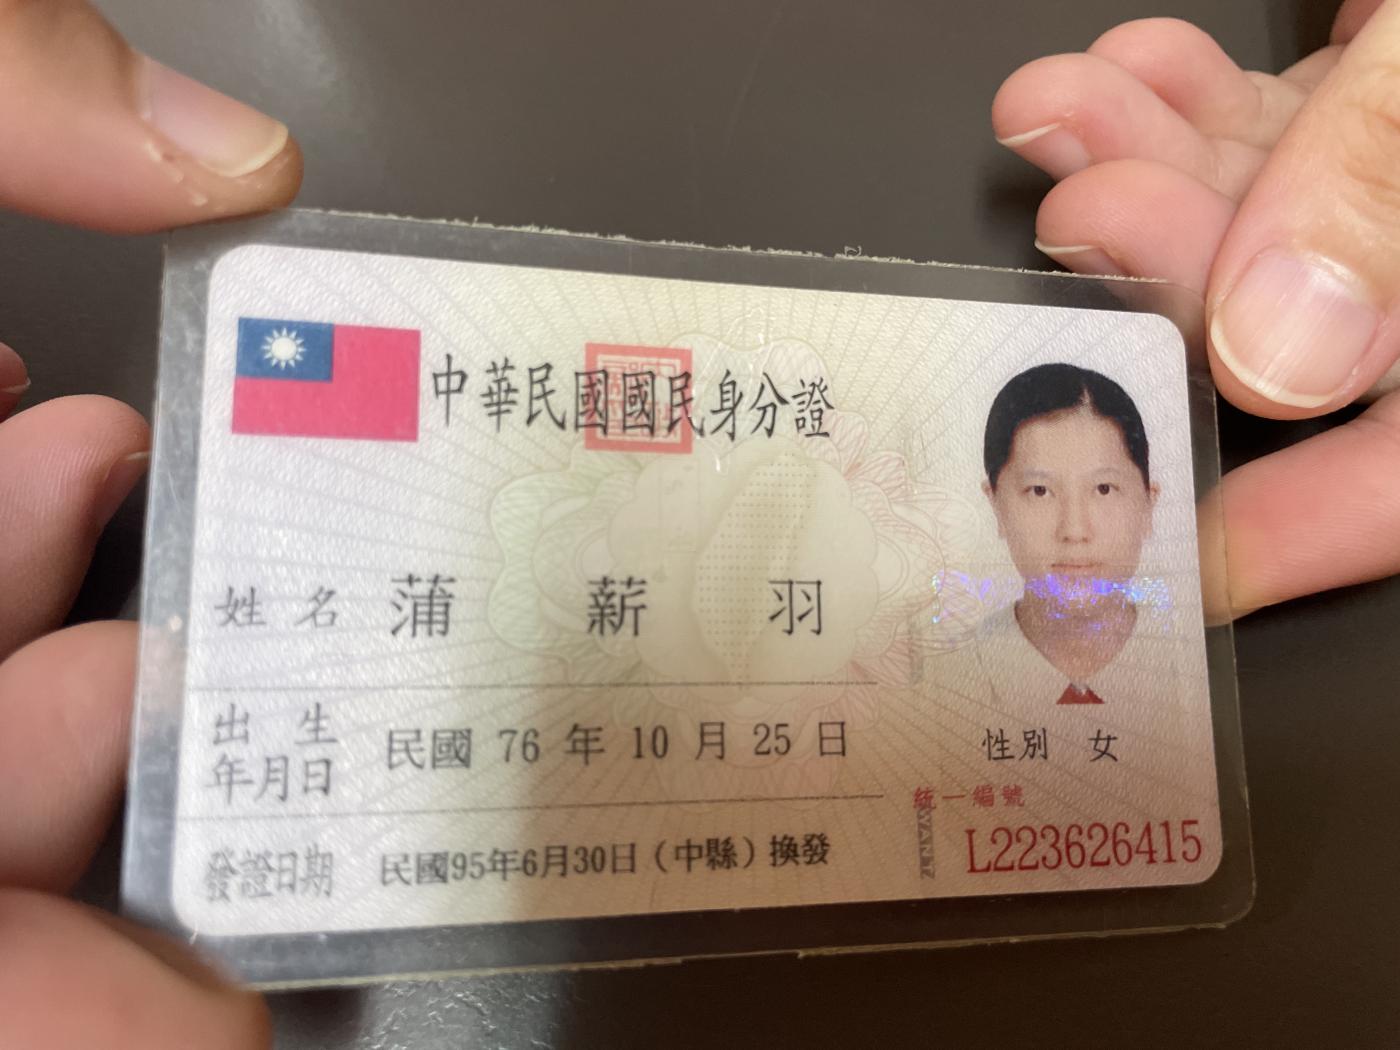 中華民國國民身分證
姓名 蒲薪羽
出生年月日 民國 76 年 10 月 25 日
性別 女
統一編號
L223626415
發證日期 民國95年6月30日（中縣）換發